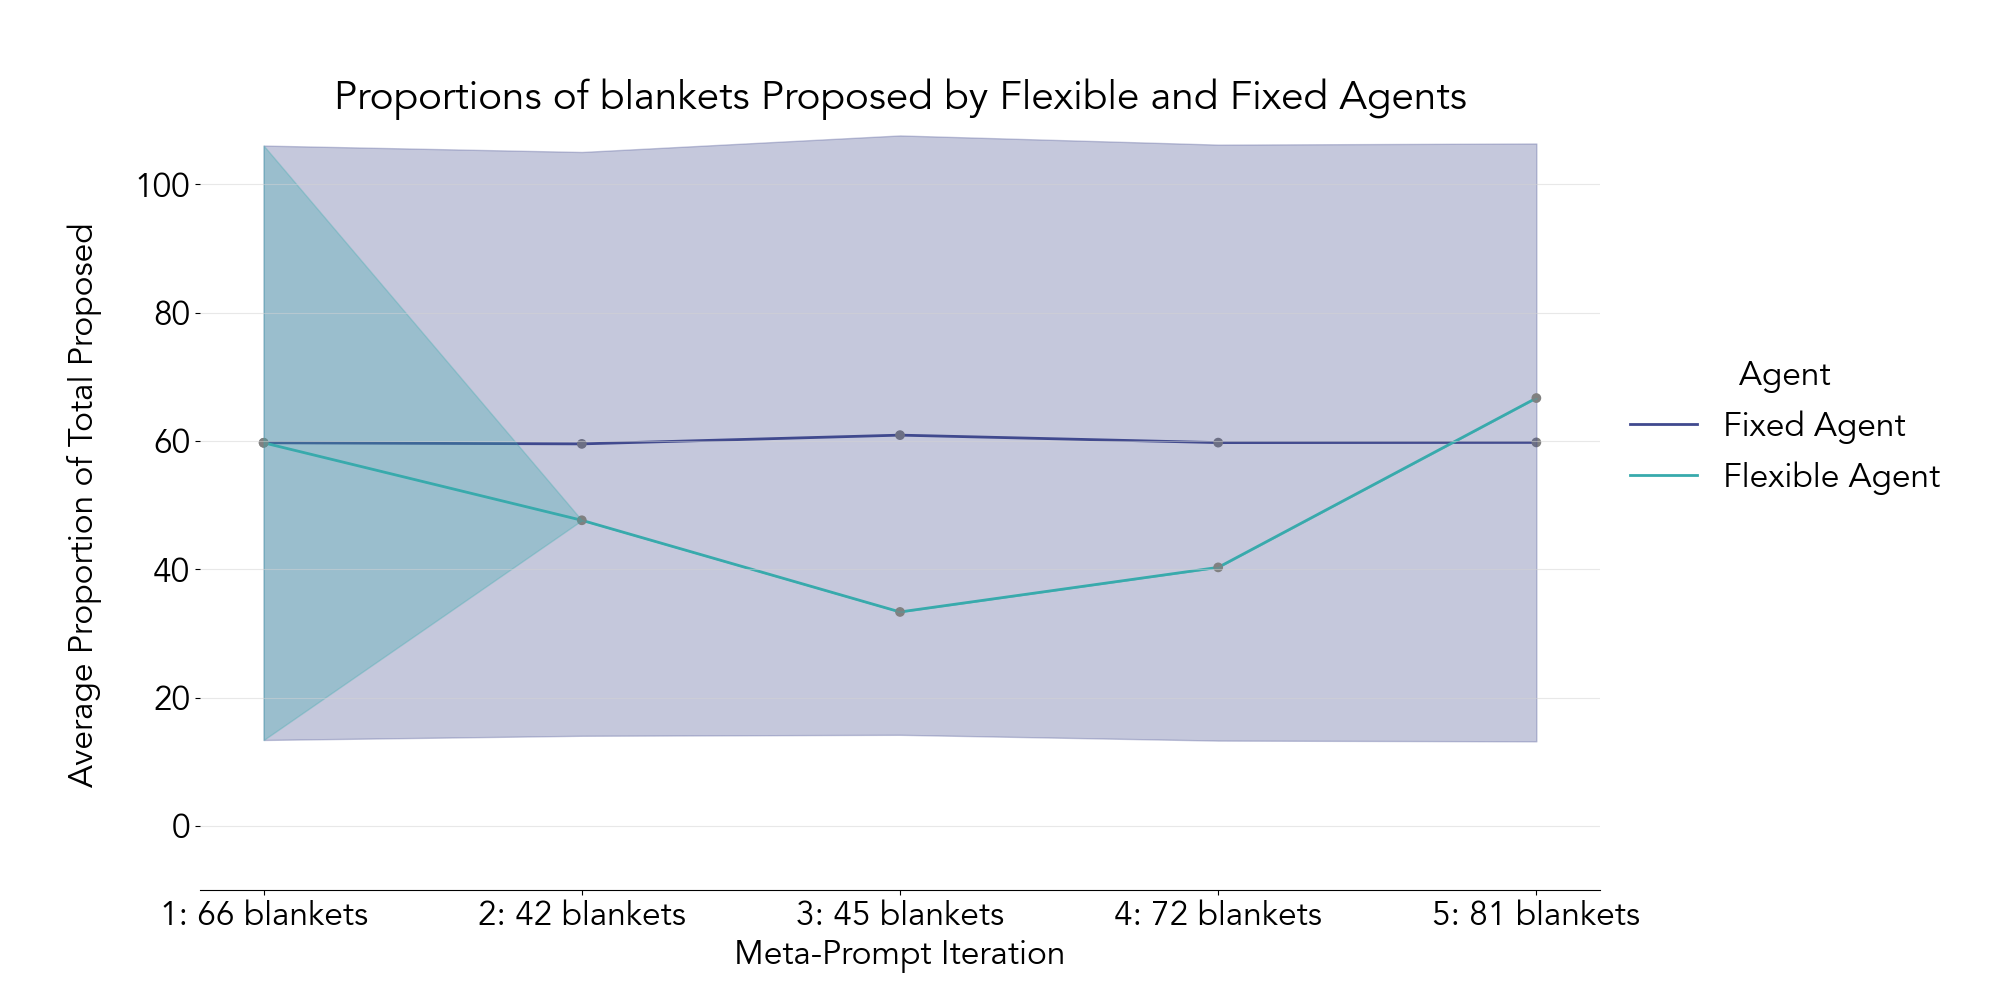 Proportions of blankets Proposed by Flexible and Fixed Agents
Average Proportion of Total Proposed
100
80
60
40
20
0
1: 66 blankets
2: 42 blankets
3: 45 blankets
4: 72 blankets
5: 81 blankets
Meta-Prompt Iteration
Agent
Fixed Agent
Flexible Agent